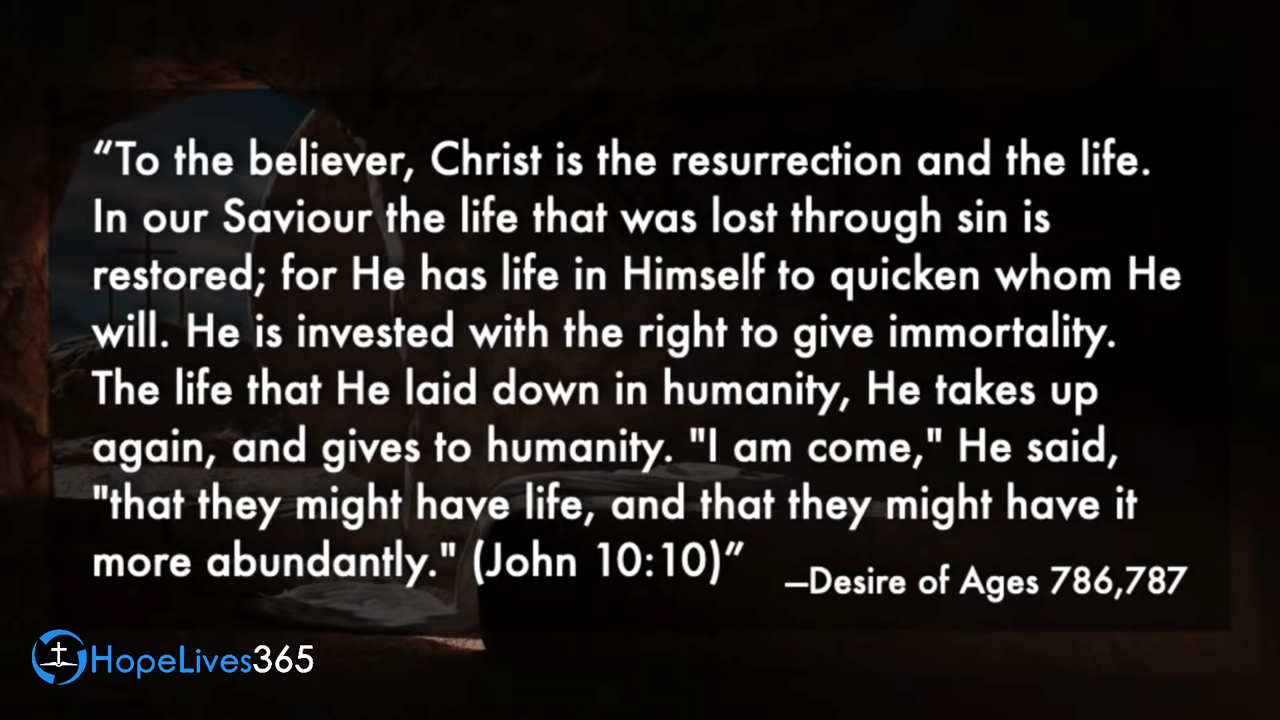 “To the believer, Christ is the resurrection and the life.
In our Saviour the life that was lost through sin is
restored; for He has life in Himself to quicken whom He
will. He is invested with the right to give immortality.
The life that He laid down in humanity, He takes up
again, and gives to humanity. "I am come," He said,
"that they might have life, and that they might have it
more abundantly." (John 10:10)”
—Desire of Ages 786,787
HopeLives365